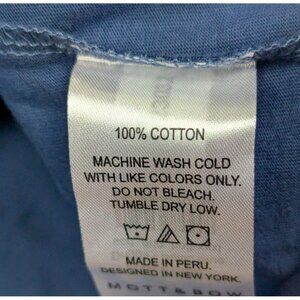 100% COTTON
MACHINE WASH COLD
WITH LIKE COLORS ONLY.
DO NOT BLEACH.
TUMBLE DRY LOW.
MADE IN PERU.
DESIGNED IN NEW YORK.
MOTT & BOW